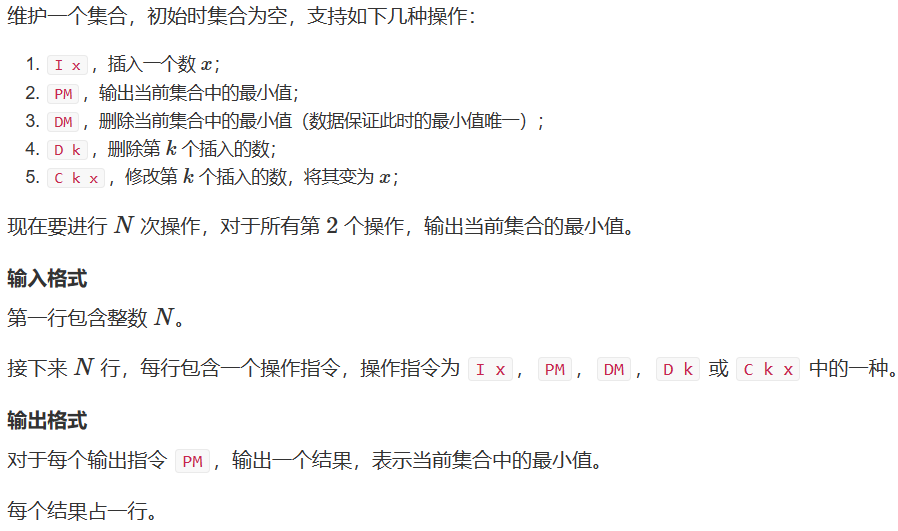 维护一个集合，初始时集合为空，支持如下几种操作：
1. I x，插入一个数 x；
2. PM，输出当前集合中的最小值；
3. DM，删除当前集合中的最小值（数据保证此时的最小值唯一）；
4. D k，删除第 k 个插入的数；
5. C k x，修改第 k 个插入的数，将其变为 x；
现在要进行 N 次操作，对于所有第 2 个操作，输出当前集合的最小值。
输入格式
第一行包含整数 N。
接下来 N 行，每行包含一个操作指令，操作指令为 I x，PM，DM，D k 或 C k x 中的一种。
输出格式
对于每个输出指令 PM，输出一个结果，表示当前集合中的最小值。
每个结果占一行。